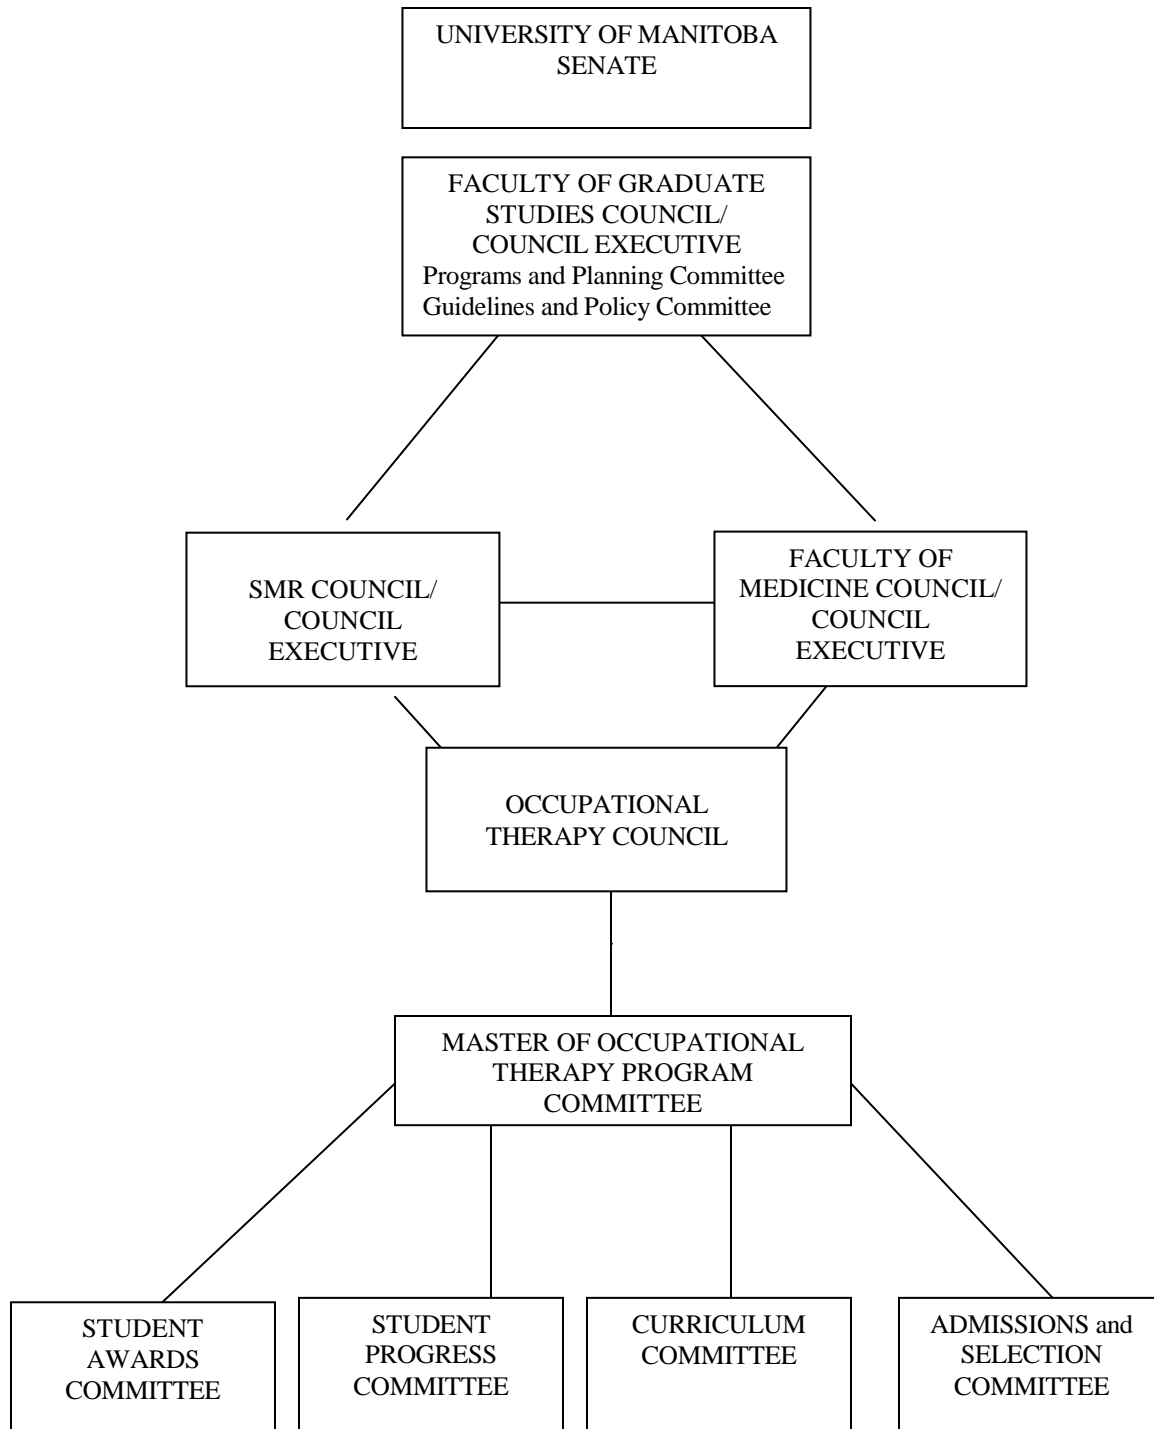 UNIVERSITY OF MANITOBA
SENATE
FACULTY OF GRADUATE
STUDIES COUNCIL/
COUNCIL EXECUTIVE
Programs and Planning Committee
Guidelines and Policy Committee
SMR COUNCIL/
COUNCIL
EXECUTIVE
FACULTY OF
MEDICINE COUNCIL/
COUNCIL
EXECUTIVE
OCCUPATIONAL
THERAPY COUNCIL
MASTER OF OCCUPATIONAL
THERAPY PROGRAM
COMMITTEE
STUDENT
AWARDS
COMMITTEE
STUDENT
PROGRESS
COMMITTEE
CURRICULUM
COMMITTEE
ADMISSIONS and
SELECTION
COMMITTEE